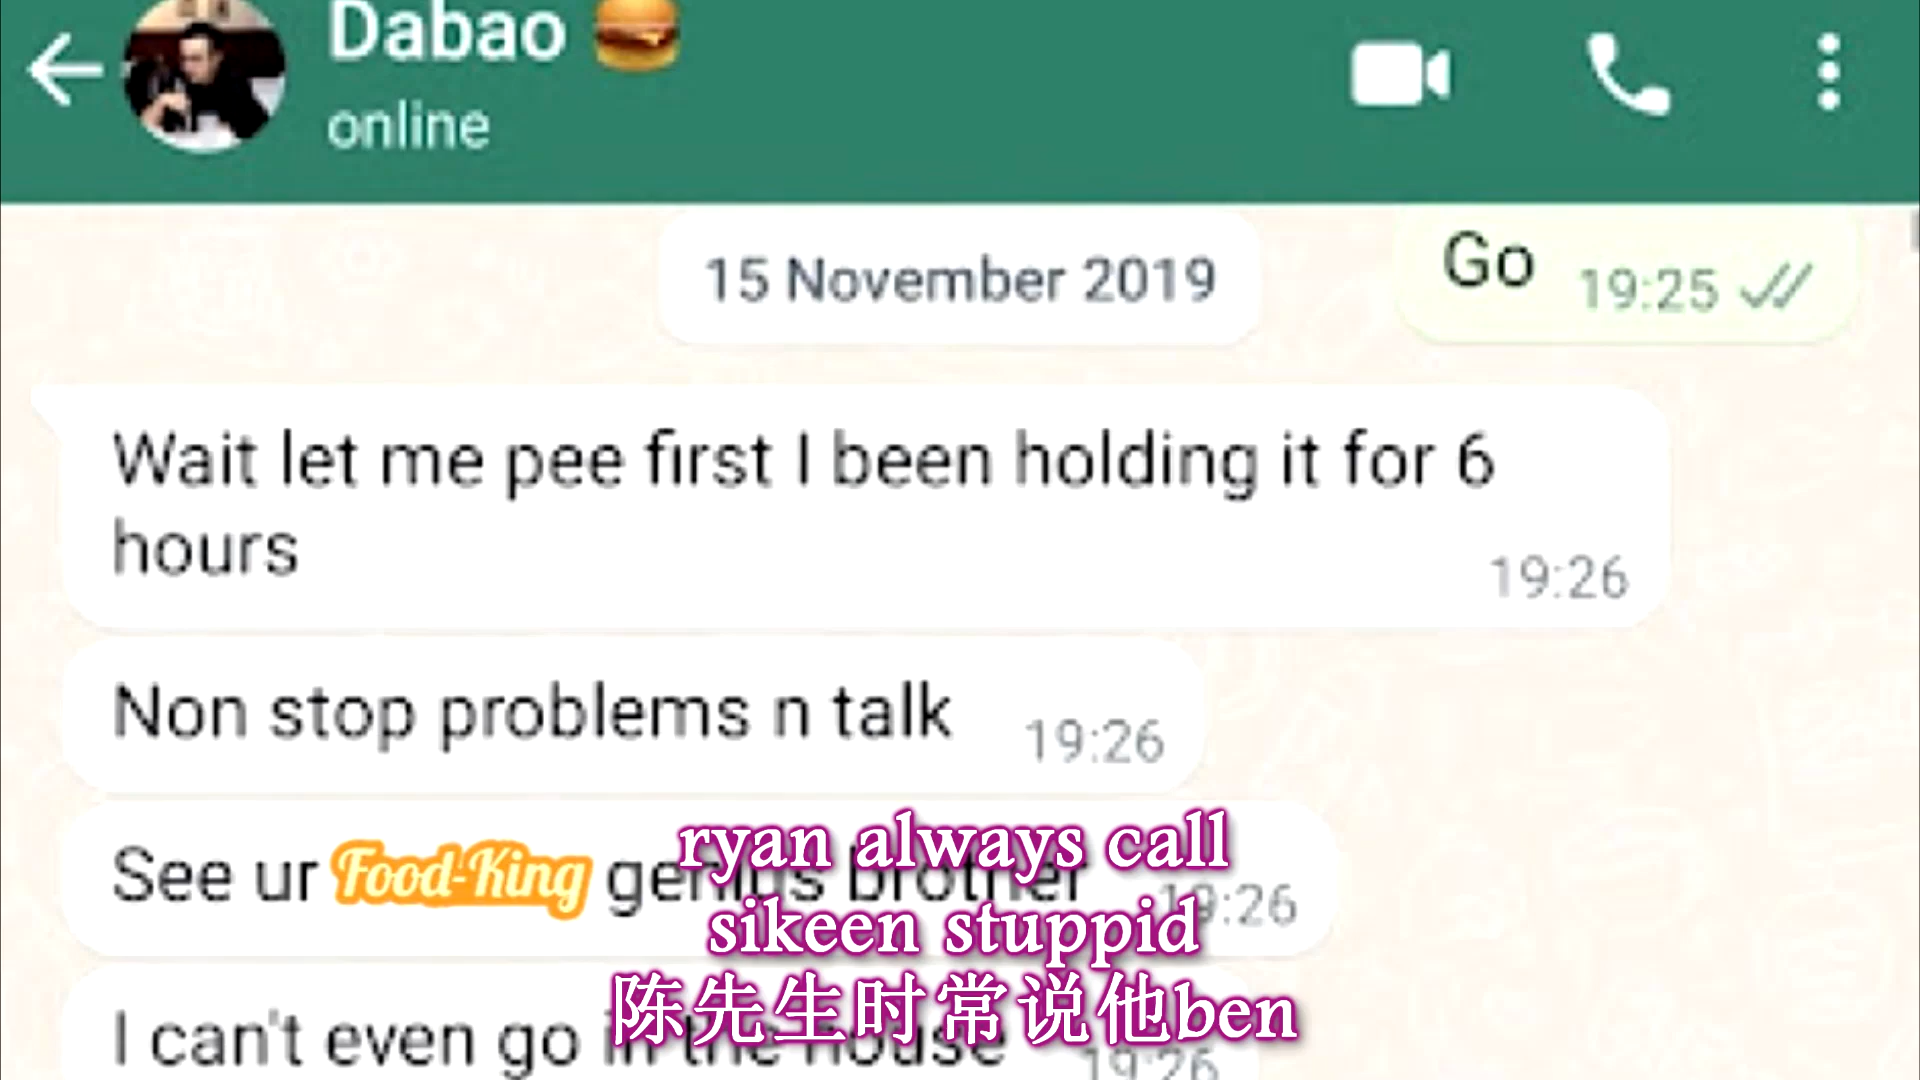 Dabao
online
15 November 2019
Go 19:25
Wait let me pee first I been holding it for 6
hours
19:26
Non stop problems n talk 19:26
See ur Food-King genius brother 19:26
I can't even go in the house 19:26
ryan always call
sikeen stuppid
陈先生时常说他ben